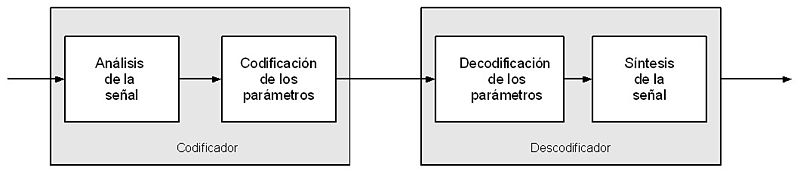 Análisis
de la
señal
Codificación
de los
parámetros
Codificador
Decodificación
de los
parámetros
Síntesis
de la
señal
Descodificador